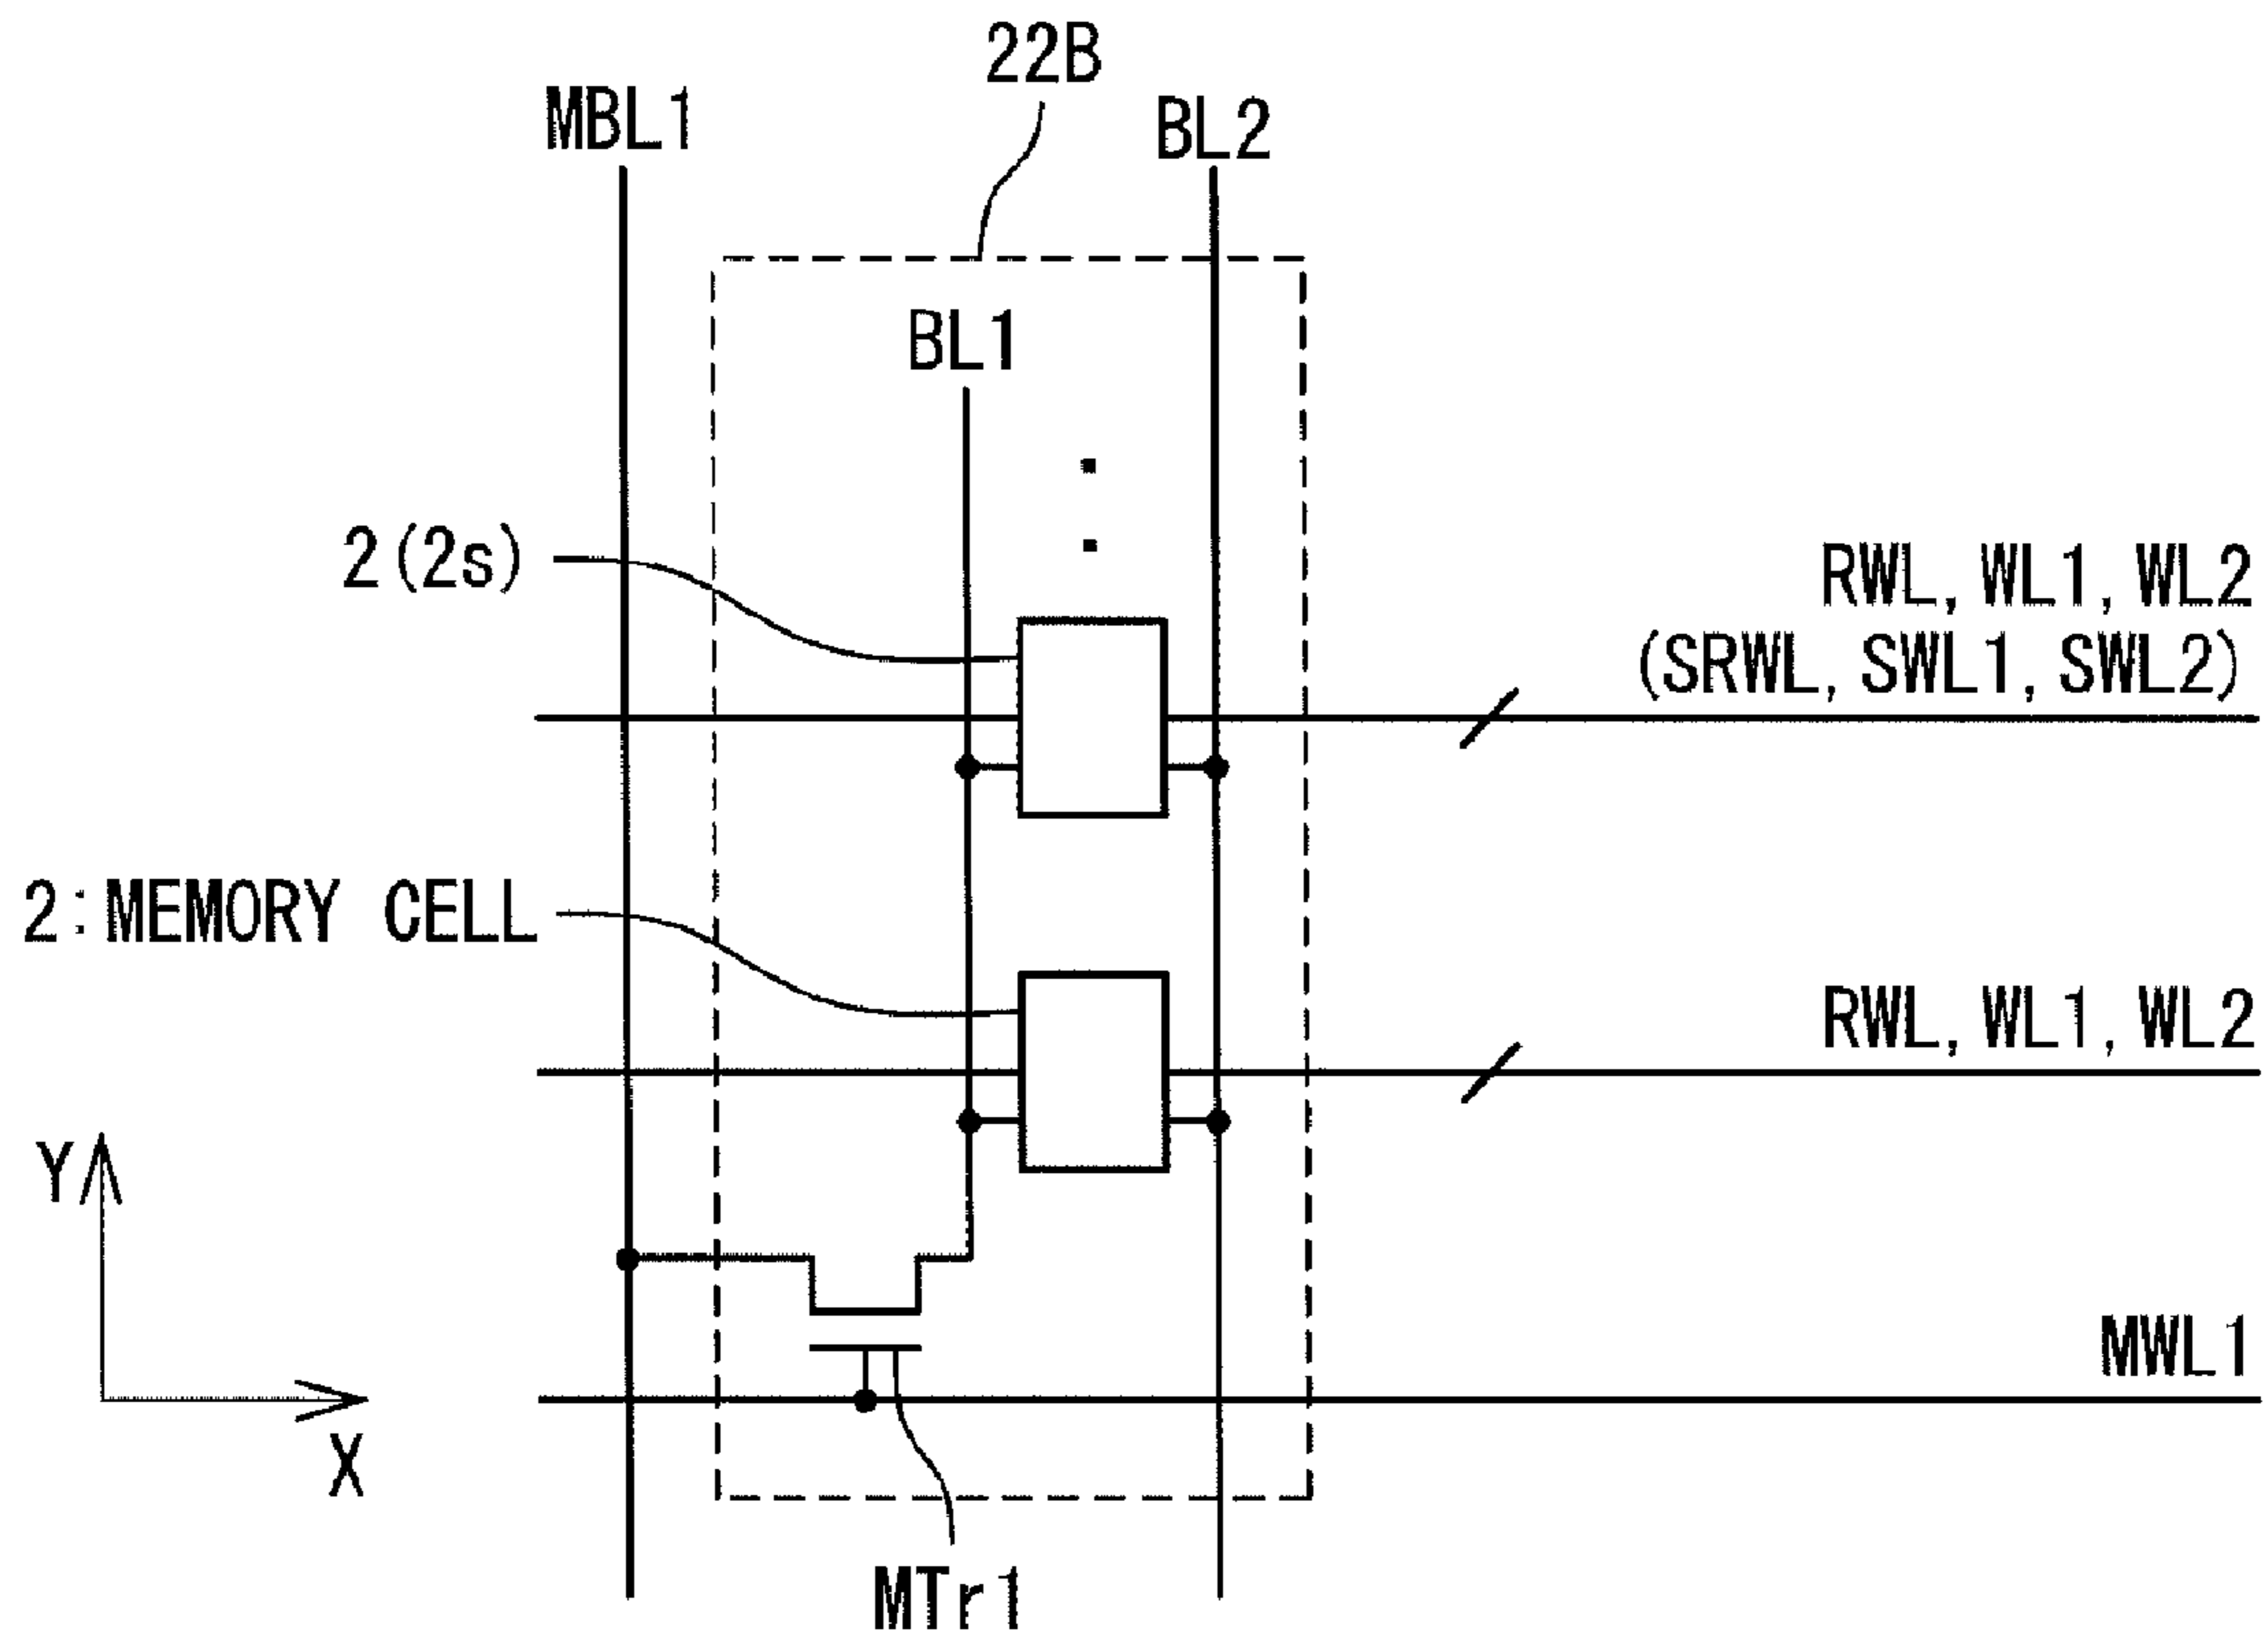 22B
MBL1
BL2
BL1
2(2s)
RWL, WL1, WL2
(SRWL, SWL1, SWL2)
2:MEMORY CELL
RWL, WL1, WL2
Y
MWL1
X
MTr1